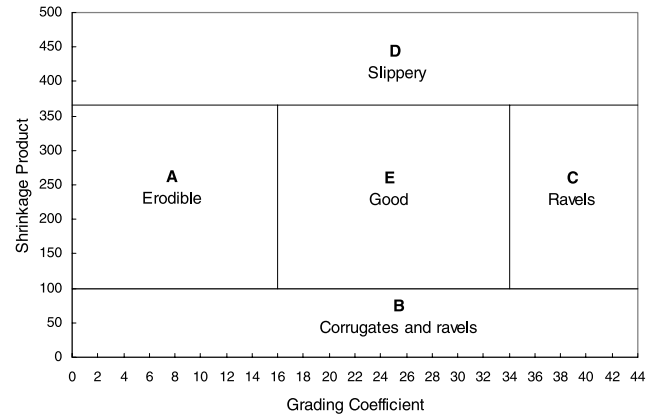 500
450
400
350
300
250
200
150
100
50
0
Shrinkage Product
D
Slippery
A
Erodible
E
Good
C
Ravels
B
Corrugates and ravels
0 2 4 6 8 10 12 14 16 18 20 22 24 26 28 30 32 34 36 38 40 42 44
Grading Coefficient